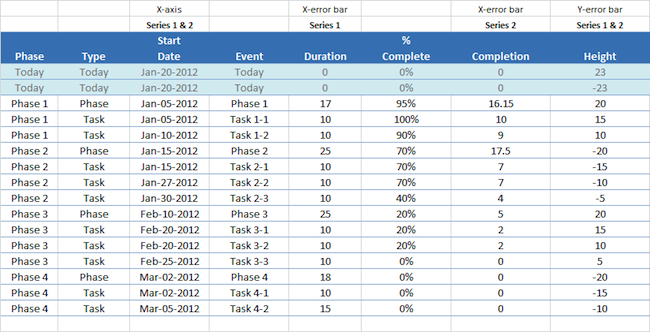 X-axis X-error bar X-error bar Y-error bar
Series 1 & 2 Series 1 Series 2 Series 1 & 2
Start %
Phase Type Date Event Duration Complete Completion Height
Today Today Jan-20-2012 Today 0 0% 0 23
Today Today Jan-20-2012 Today 0 0% 0 -23
Phase 1 Phase Jan-05-2012 Phase 1 17 95% 16.15 20
Phase 1 Task Jan-05-2012 Task 1-1 10 100% 10 15
Phase 1 Task Jan-10-2012 Task 1-2 10 90% 9 10
Phase 2 Phase Jan-15-2012 Phase 2 25 70% 17.5 -20
Phase 2 Task Jan-15-2012 Task 2-1 10 70% 7 -15
Phase 2 Task Jan-27-2012 Task 2-2 10 70% 7 -10
Phase 2 Task Jan-30-2012 Task 2-3 10 40% 4 -5
Phase 3 Phase Feb-10-2012 Phase 3 25 20% 5 20
Phase 3 Task Feb-20-2012 Task 3-1 10 20% 2 15
Phase 3 Task Feb-20-2012 Task 3-2 10 20% 2 10
Phase 3 Task Feb-25-2012 Task 3-3 10 0% 0 5
Phase 4 Phase Mar-02-2012 Phase 4 18 0% 0 -20
Phase 4 Task Mar-02-2012 Task 4-1 10 0% 0 -15
Phase 4 Task Mar-05-2012 Task 4-2 15 0% 0 -10